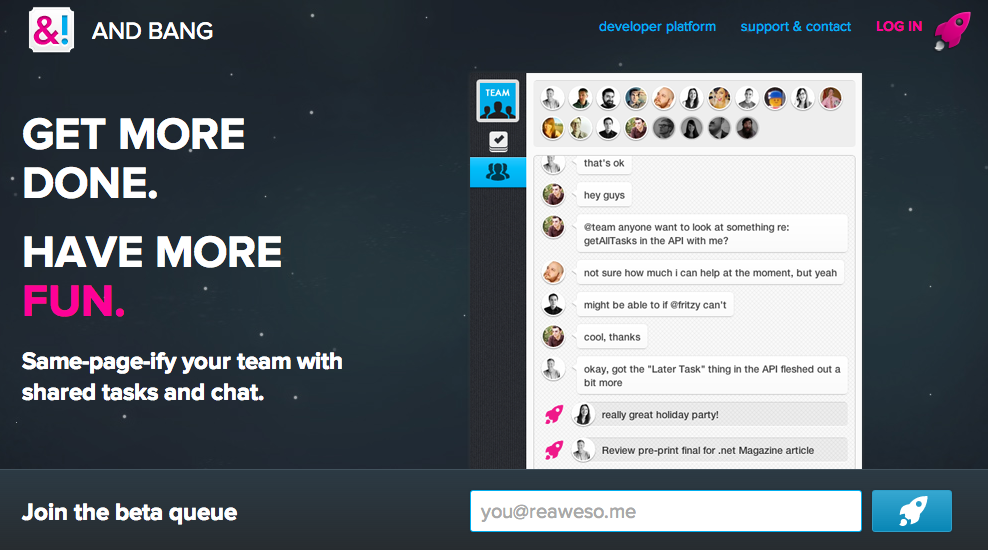 &! AND BANG
developer platform
support & contact
LOG IN
GET MORE
DONE.
HAVE MORE
FUN.
Same-page-ify your team with
shared tasks and chat.
TEAM
that's ok
hey guys
@team anyone want to look at something re:
getAllTasks in the API with me?
not sure how much i can help at the moment, but yeah
might be able to if @fritzy can't
cool, thanks
okay, got the "Later Task" thing in the API fleshed out a
bit more
really great holiday party!
Review pre-print final for .net Magazine article
Join the beta queue
you@reaweso.me